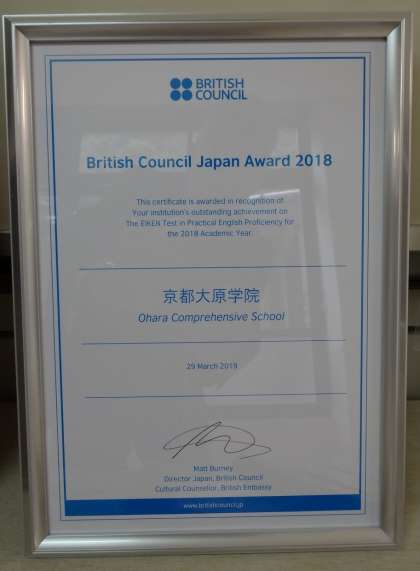 BRITISH
COUNCIL
British Council Japan Award 2018
This certificate is awarded in recognition of
Your institution's outstanding achievement on
The EIKEN Test in Practical English Proficiency for
the 2018 Academic Year.
京都大原学院
Ohara Comprehensive School
29 March 2019
Matt Burney
Director Japan, British Council
Cultural Counsellor, British Embassy
www.britishcouncil.jp